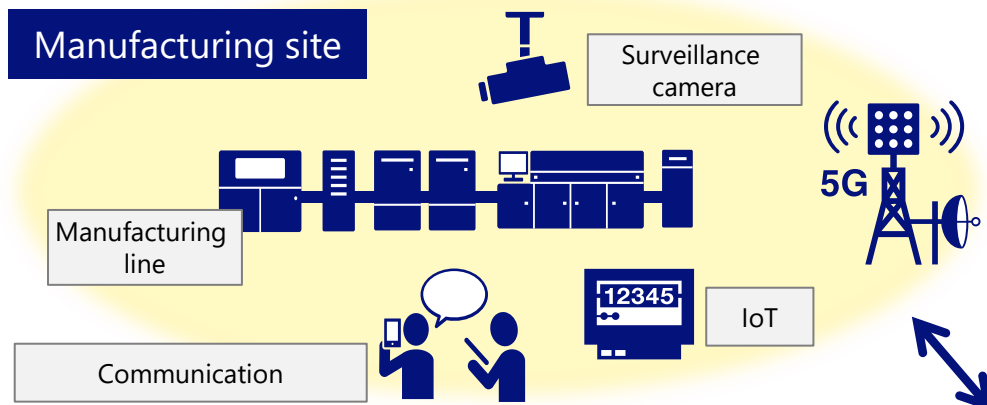 Manufacturing site
Surveillance
camera
5G
Manufacturing
line
12345
IoT
Communication